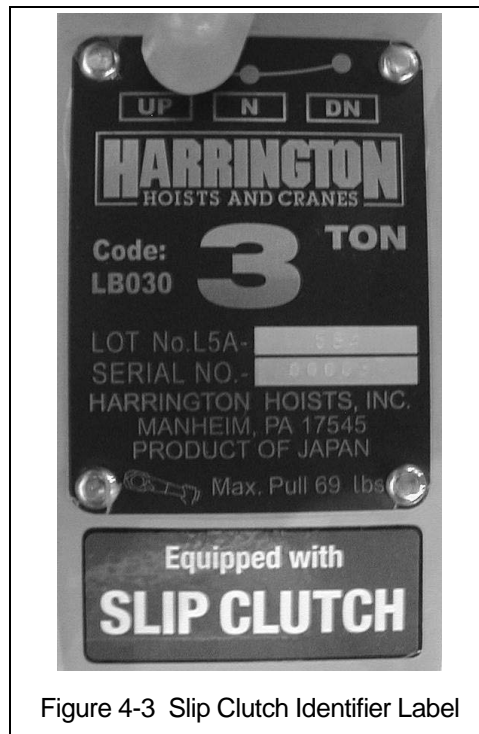 UP N DN
HARRINGTON
HOISTS AND CRANES
Code: 3 TON
LB030
LOT No.L5A-
SERIAL NO.-
HARRINGTON HOISTS, INC.
MANHEIM, PA 17545
PRODUCT OF JAPAN
Max. Pull 69 lbs
Equipped with
SLIP CLUTCH
Figure 4-3 Slip Clutch Identifier Label